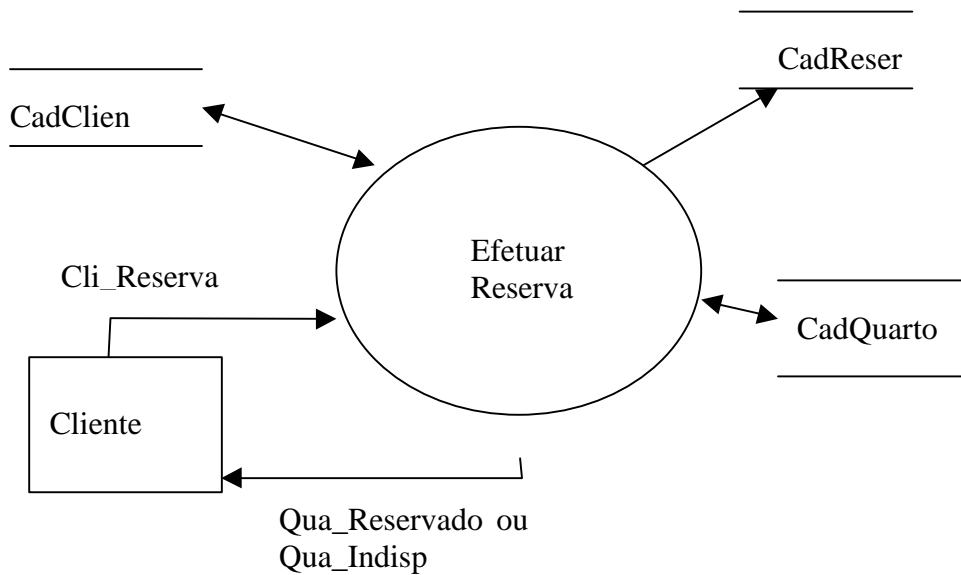 CadReser
CadClien
Efetuar
Reserva
Cli_Reserva
CadQuarto
Cliente
Qua_Reservado ou
Qua_Indisp